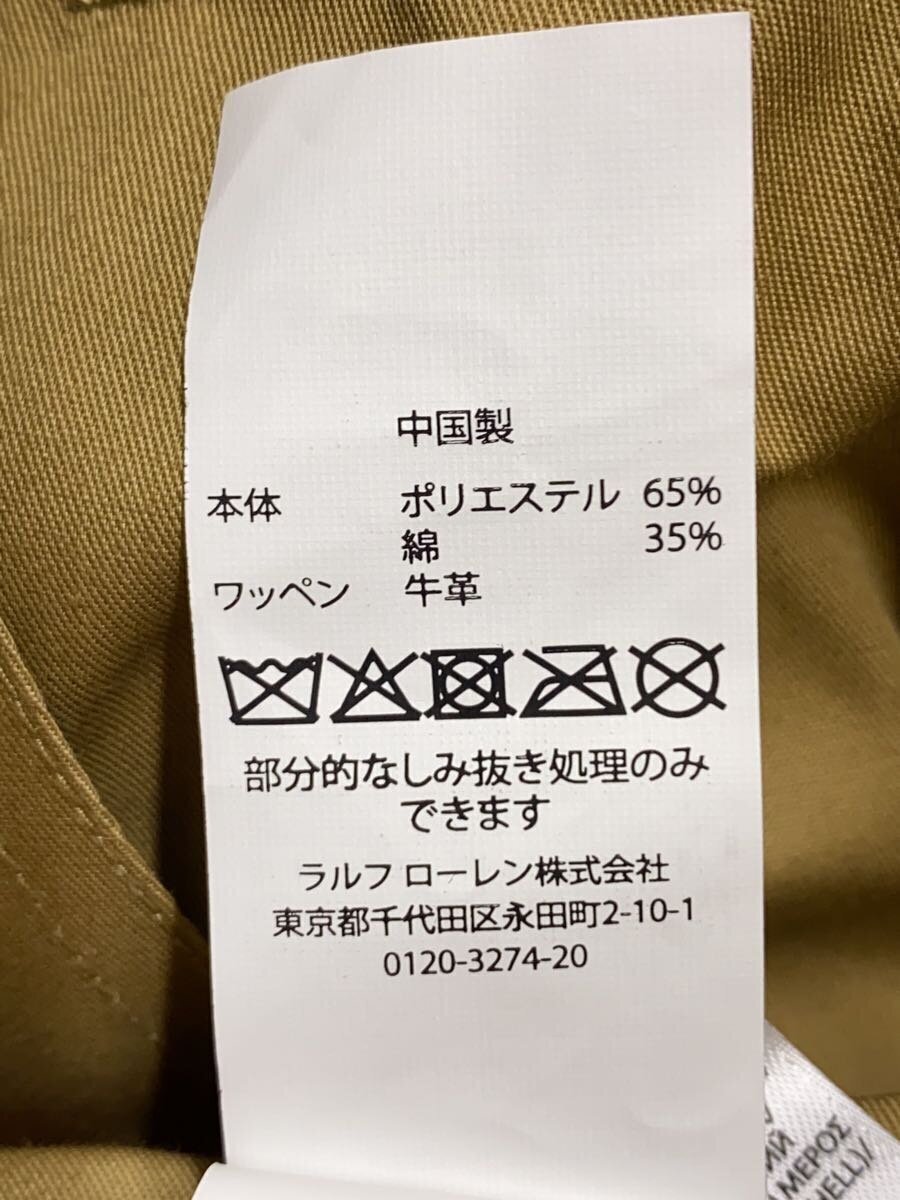 中国製
本体 ポリエステル 65%
綿 35%
ワッペン 牛革
部分的なしみ抜き処理のみ
できます
ラルフ ローレン株式会社
東京都千代田区永田町2-10-1
0120-3274-20
ΜΕΡΟΣ